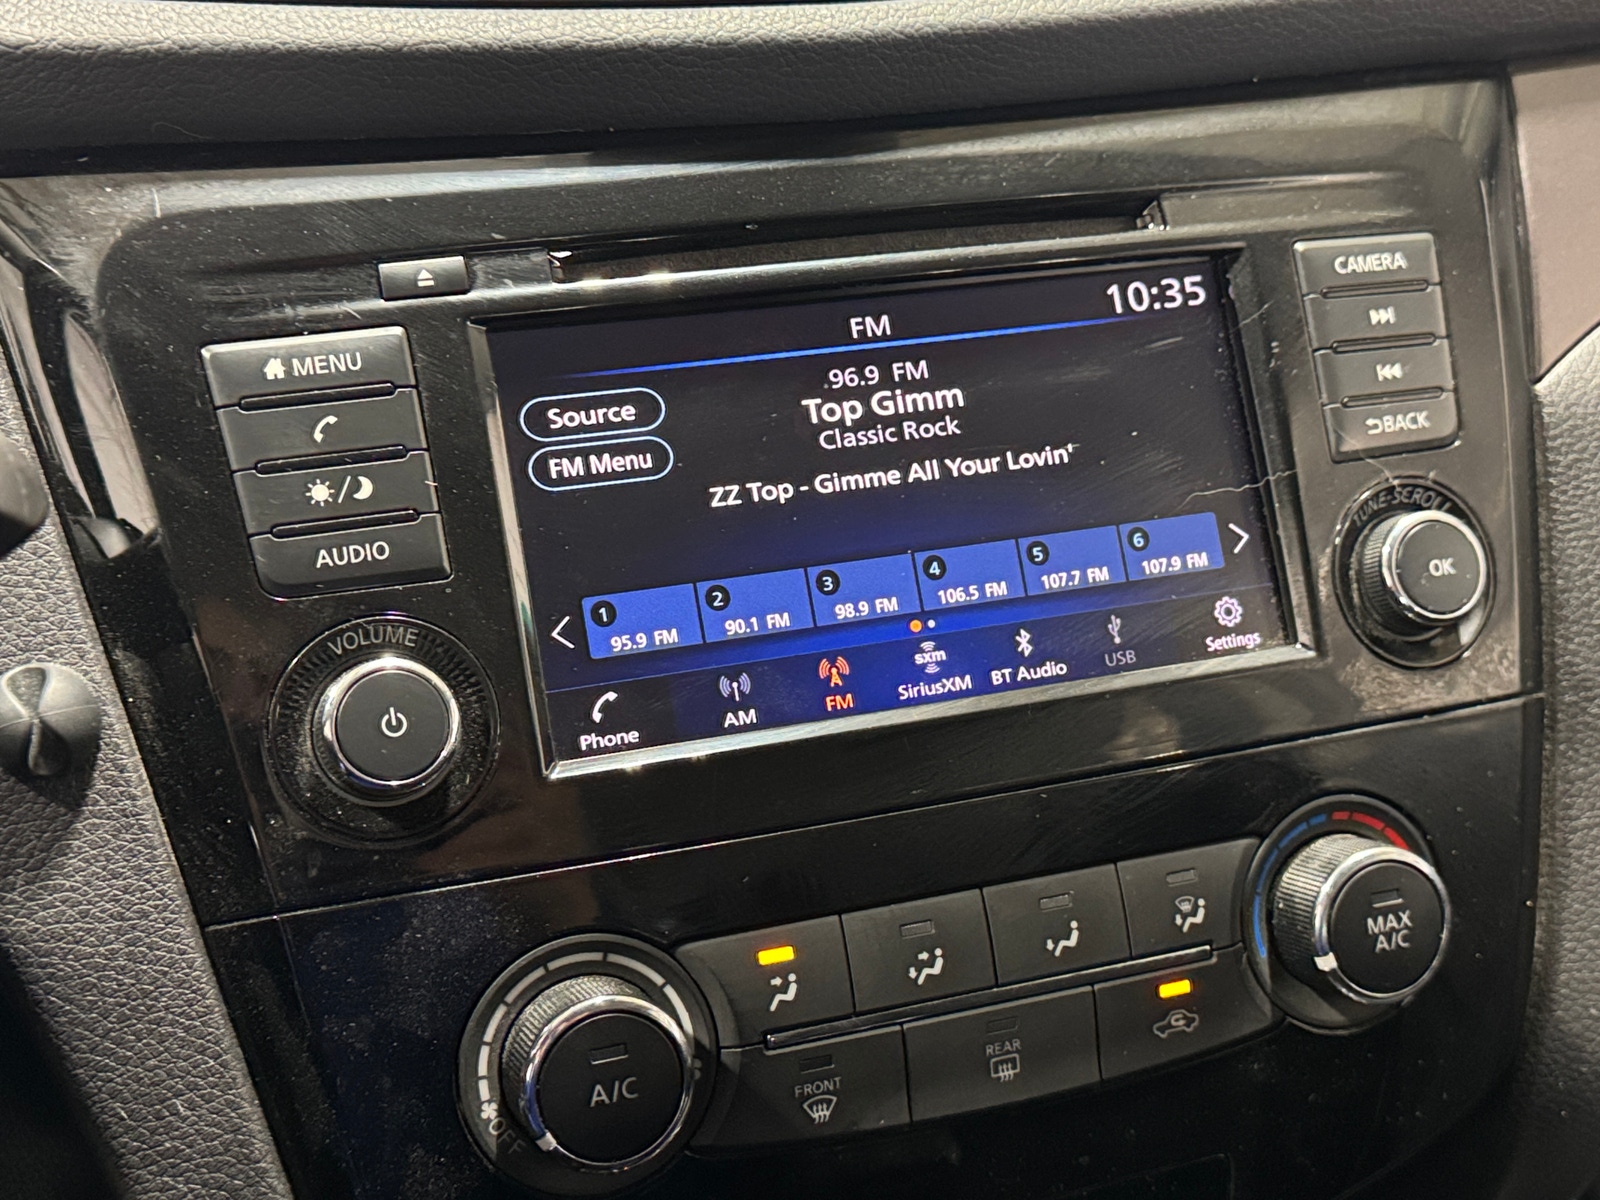 CAMERA
10:35
FM
MENU
96.9 FM
Source
Top Gimm
Classic Rock
BACK
FM Menu
ZZ Top - Gimme All Your Lovin'
AUDIO
TUNE-SCROLL
OK
1 95.9 FM
2 90.1 FM
3 98.9 FM
4 106.5 FM
5 107.7 FM
6 107.9 FM
VOLUME
Phone
AM
FM
sxm
SiriusXM
BT Audio
USB
Settings
MAX
A/C
A/C
OFF
FRONT
REAR